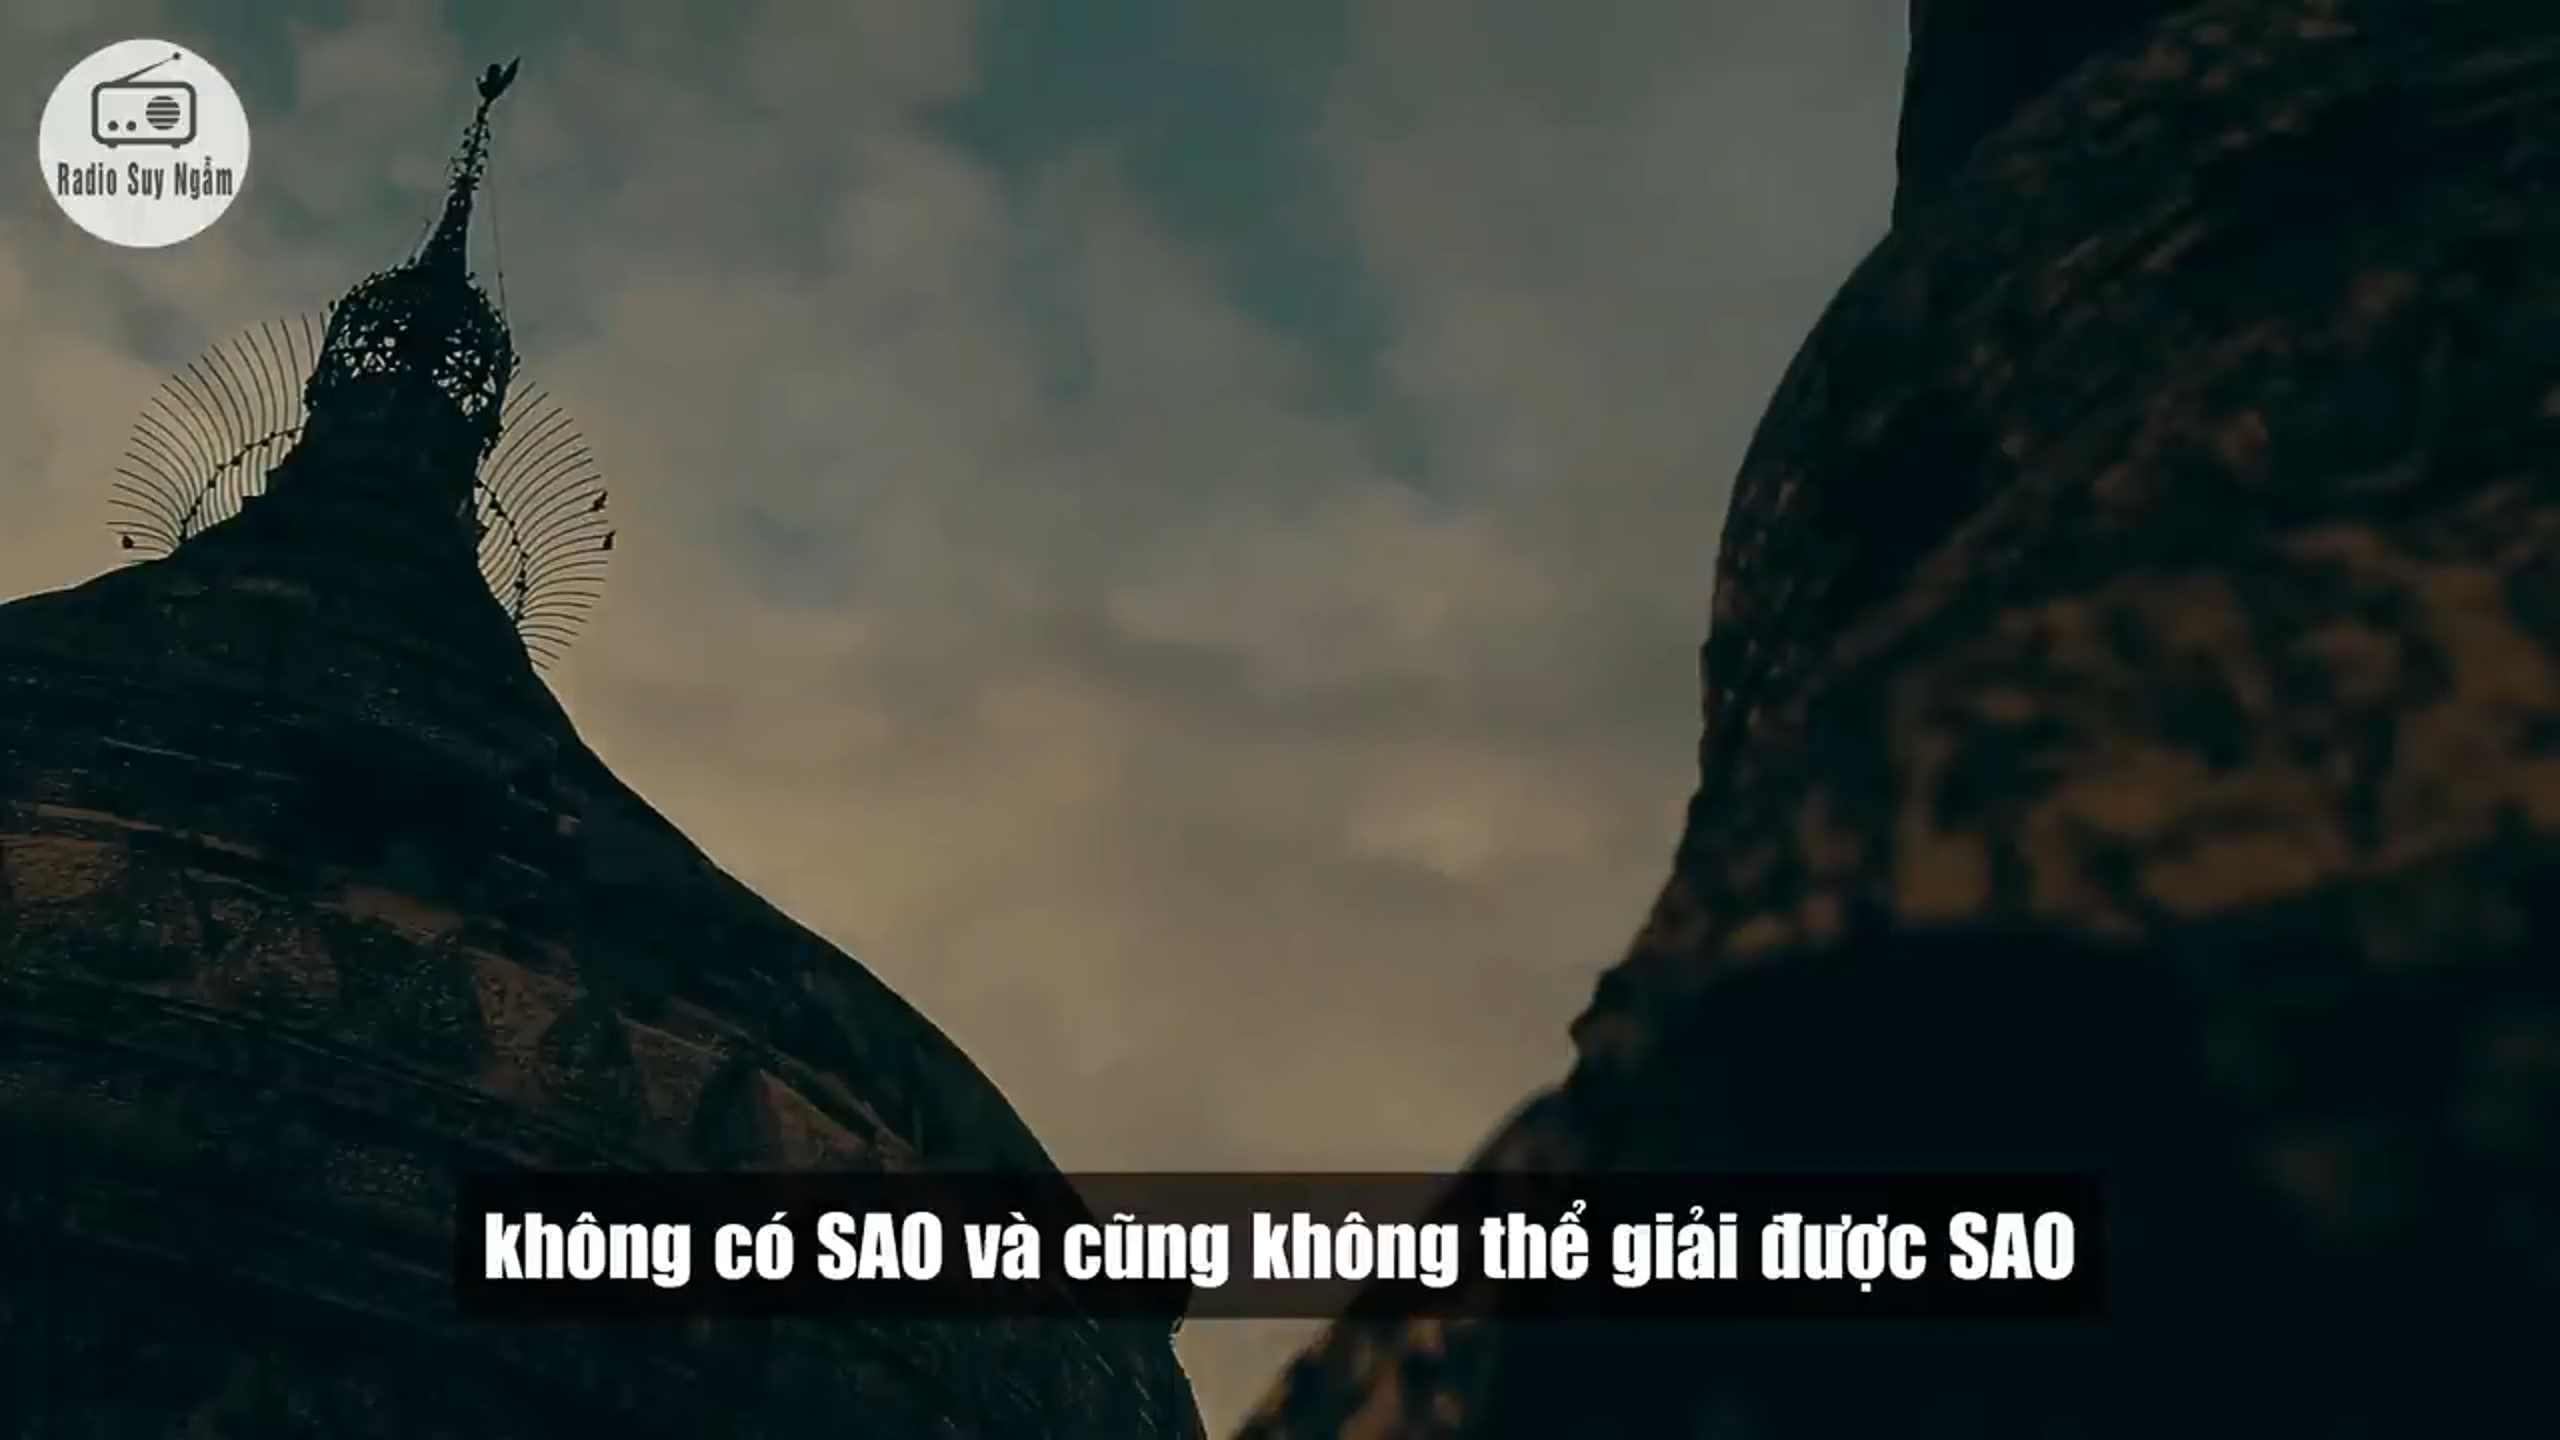 Radio Suy Ngẫm
không có SAO và cũng không thể giải được SAO